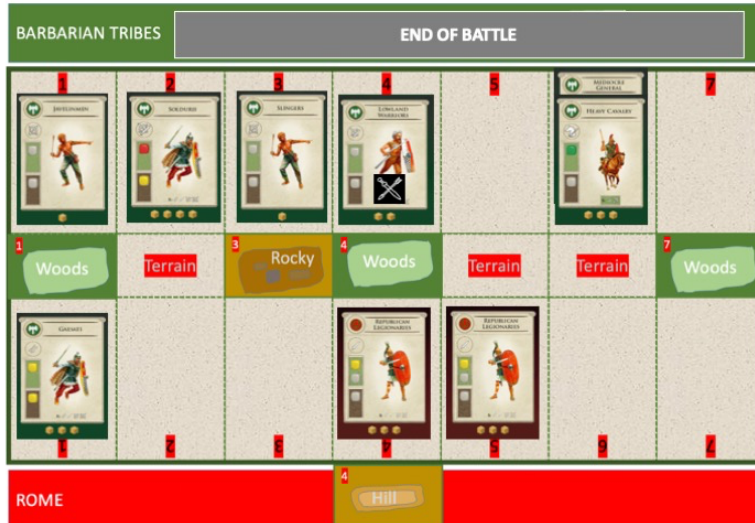 BARBARIAN TRIBES
END OF BATTLE
1
2
3
4
5
7
JAVELINMEN
SOLDURII
SLINGERS
LOWLAND
WARRIORS
GENERAL
HEAVY CAVALRY
1
Woods
Terrain
3
Rocky
4
Woods
Terrain
Terrain
7
Woods
GAESATI
REPUBLICAN
LEGIONARIES
REPUBLICAN
LEGIONARIES
1
2
3
4
5
6
7
ROME
4
Hill